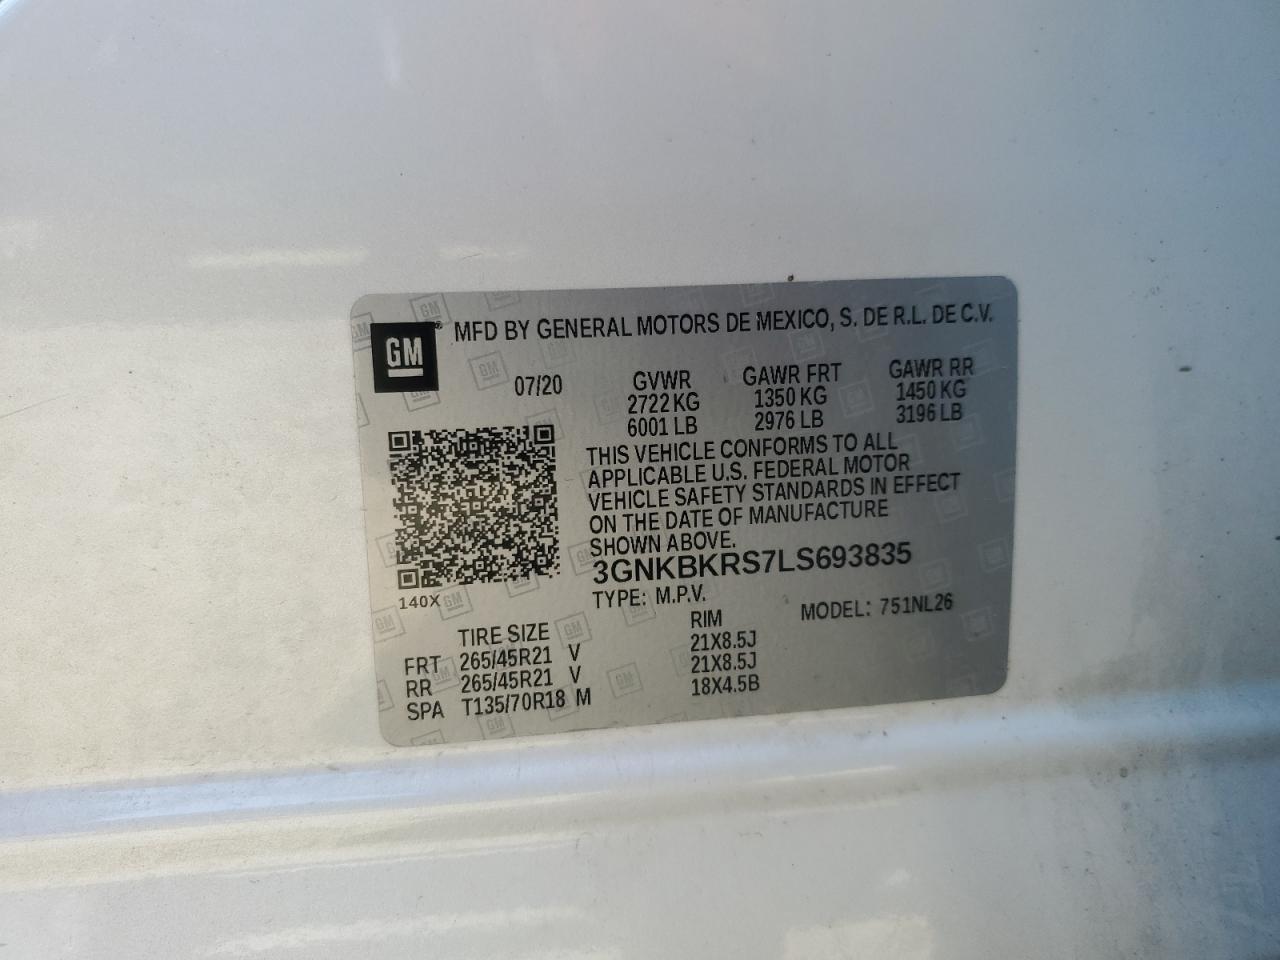 GM® MFD BY GENERAL MOTORS DE MEXICO, S. DE R.L. DE C.V.
07/20 GVWR GAWR FRT GAWR RR
2722 KG 1350 KG 1450 KG
6001 LB 2976 LB 3196 LB
THIS VEHICLE CONFORMS TO ALL
APPLICABLE U.S. FEDERAL MOTOR
VEHICLE SAFETY STANDARDS IN EFFECT
ON THE DATE OF MANUFACTURE
SHOWN ABOVE.
3GNKBKRS7LS693835
140X TYPE: M.P.V. MODEL: 751NL26
TIRE SIZE RIM
FRT 265/45R21 V 21X8.5J
RR 265/45R21 V 21X8.5J
SPA T135/70R18 M 18X4.5B